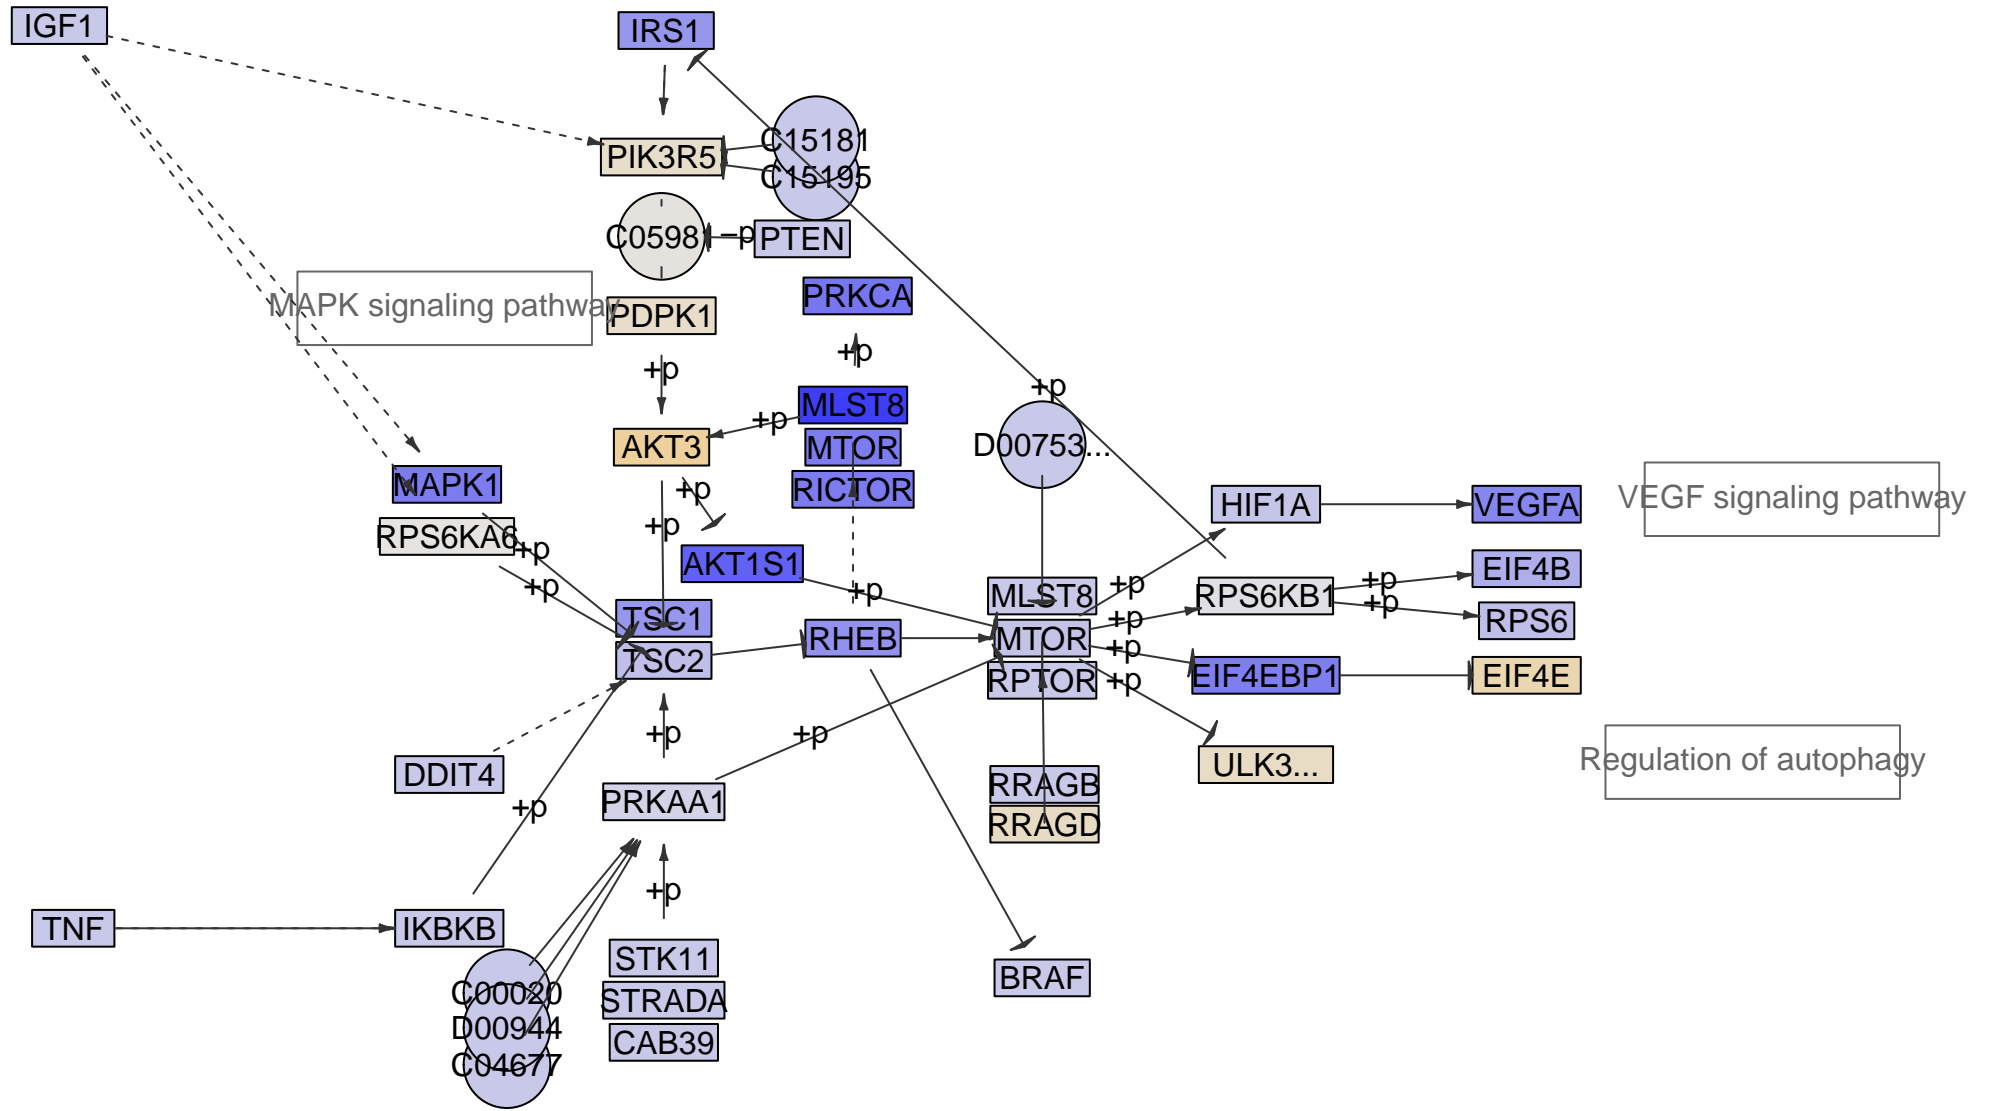 IGF1
IRS1
C15181
PIK3R5
C15195
C0598
−p
PTEN
PRKCA
MAPK signaling pathway
PDPK1
+p
+p
+p
MLST8
+p
AKT3
MTOR
D00753...
MAPK1
RICTOR
+p
HIF1A
VEGFA
VEGF signaling pathway
RPS6KA6
+p
+p
AKT1S1
EIF4B
+p
+p
+p
+p
MLST8
RPS6KB1
+p
TSC1
+p
RPS6
RHEB
MTOR
+p
TSC2
RPTOR
+p
EIF4EBP1
EIF4E
+p
+p
DDIT4
ULK3...
Regulation of autophagy
RRAGB
PRKAA1
+p
RRAGD
+p
TNF
IKBKB
STK11
BRAF
C00020
STRADA
D00944
CAB39
C04677